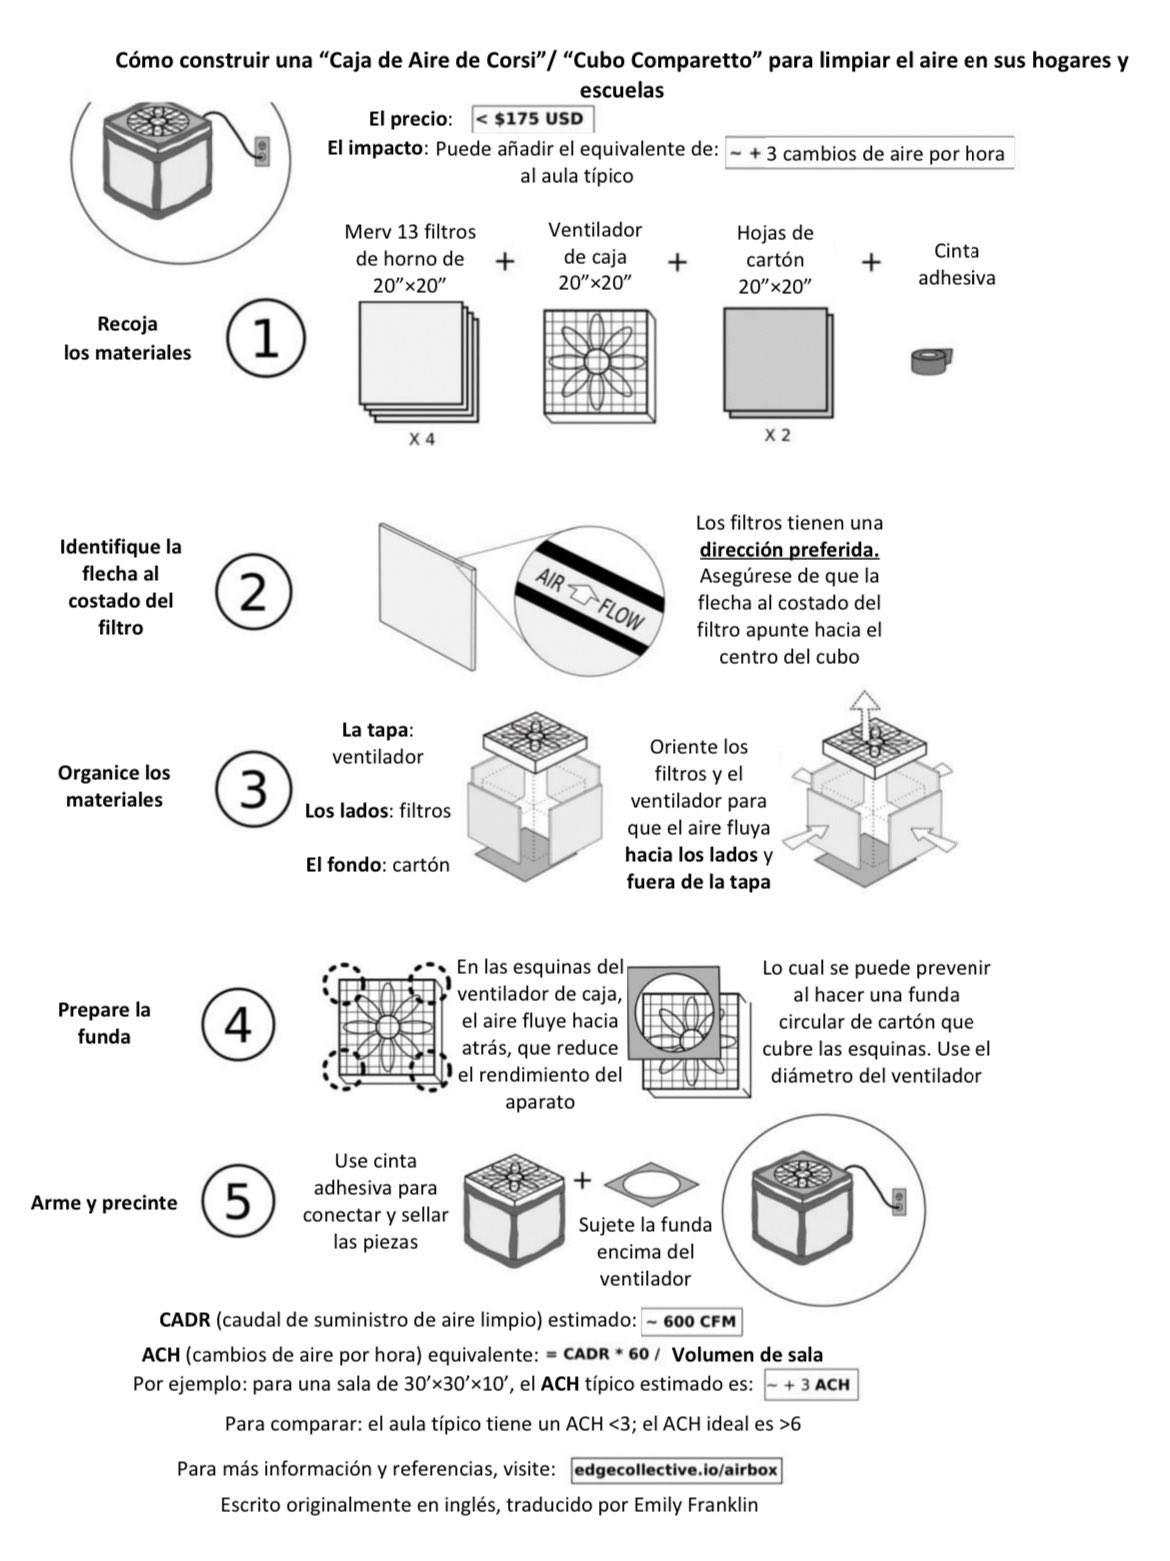 Cómo construir una “Caja de Aire de Corsi”/ “Cubo Comparetto” para limpiar el aire en sus hogares y
escuelas
El precio: < $175 USD
El impacto: Puede añadir el equivalente de: ~ + 3 cambios de aire por hora
al aula típico
Recoja
los materiales
1
Merv 13 filtros
de horno de
20”×20”
X 4
+
Ventilador
de caja
20”×20”
+
Hojas de
cartón
20”×20”
X 2
+
Cinta
adhesiva
Identifique la
flecha al
costado del
filtro
2
AIR FLOW
Los filtros tienen una
dirección preferida.
Asegúrese de que la
flecha al costado del
filtro apunte hacia el
centro del cubo
Organice los
materiales
3
La tapa:
ventilador
Los lados: filtros
El fondo: cartón
Oriente los
filtros y el
ventilador para
que el aire fluya
hacia los lados y
fuera de la tapa
Prepare la
funda
4
En las esquinas del
ventilador de caja,
el aire fluye hacia
atrás, que reduce
el rendimiento del
aparato
Lo cual se puede prevenir
al hacer una funda
circular de cartón que
cubre las esquinas. Use el
diámetro del ventilador
Arme y precinte
5
Use cinta
adhesiva para
conectar y sellar
las piezas
+
Sujete la funda
encima del
ventilador
CADR (caudal de suministro de aire limpio) estimado: ~ 600 CFM
ACH (cambios de aire por hora) equivalente: = CADR * 60 / Volumen de sala
Por ejemplo: para una sala de 30’×30’×10’, el ACH típico estimado es: ~ + 3 ACH
Para comparar: el aula típico tiene un ACH <3; el ACH ideal es >6
Para más información y referencias, visite: edgecollective.io/airbox
Escrito originalmente en inglés, traducido por Emily Franklin